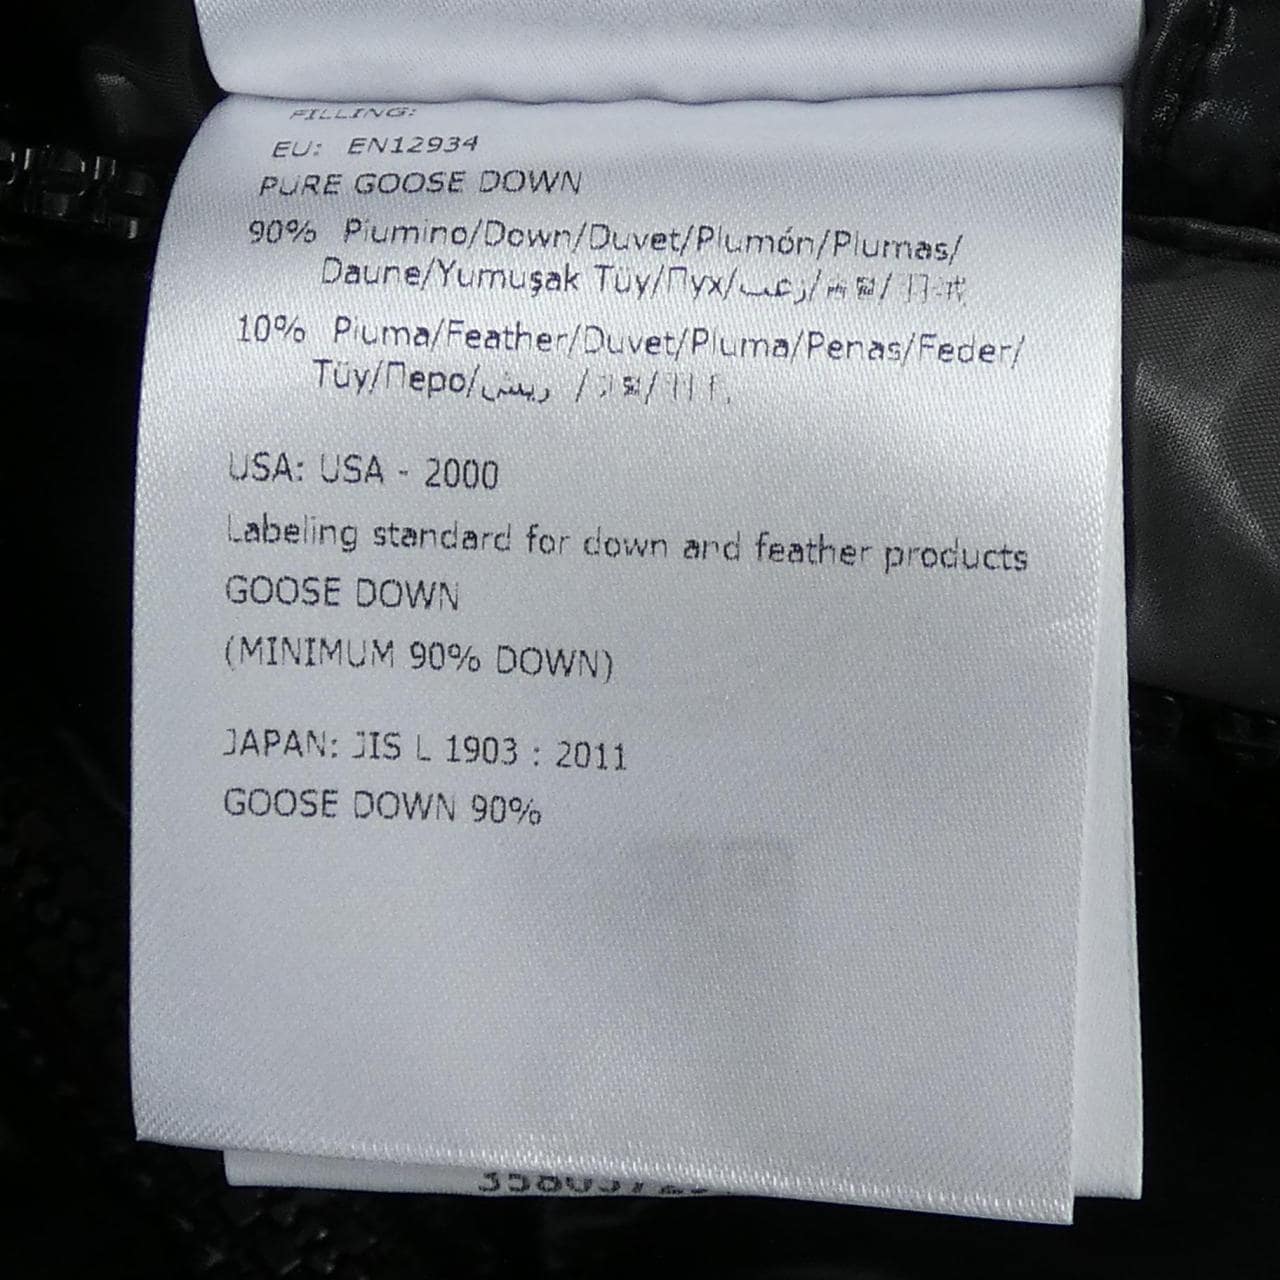 FILLING:
EU: EN12934
PURE GOOSE DOWN
90% Piumino/Down/Duvet/Plumón/Plumas/
Daune/Yumuşak Tüy/Пух/زغب/
10% Piuma/Feather/Duvet/Pluma/Penas/Feder/
Tüy/Перо/ريش /
USA: USA - 2000
Labeling standard for down and feather products
GOOSE DOWN
(MINIMUM 90% DOWN)
JAPAN: JIS L 1903 : 2011
GOOSE DOWN 90%